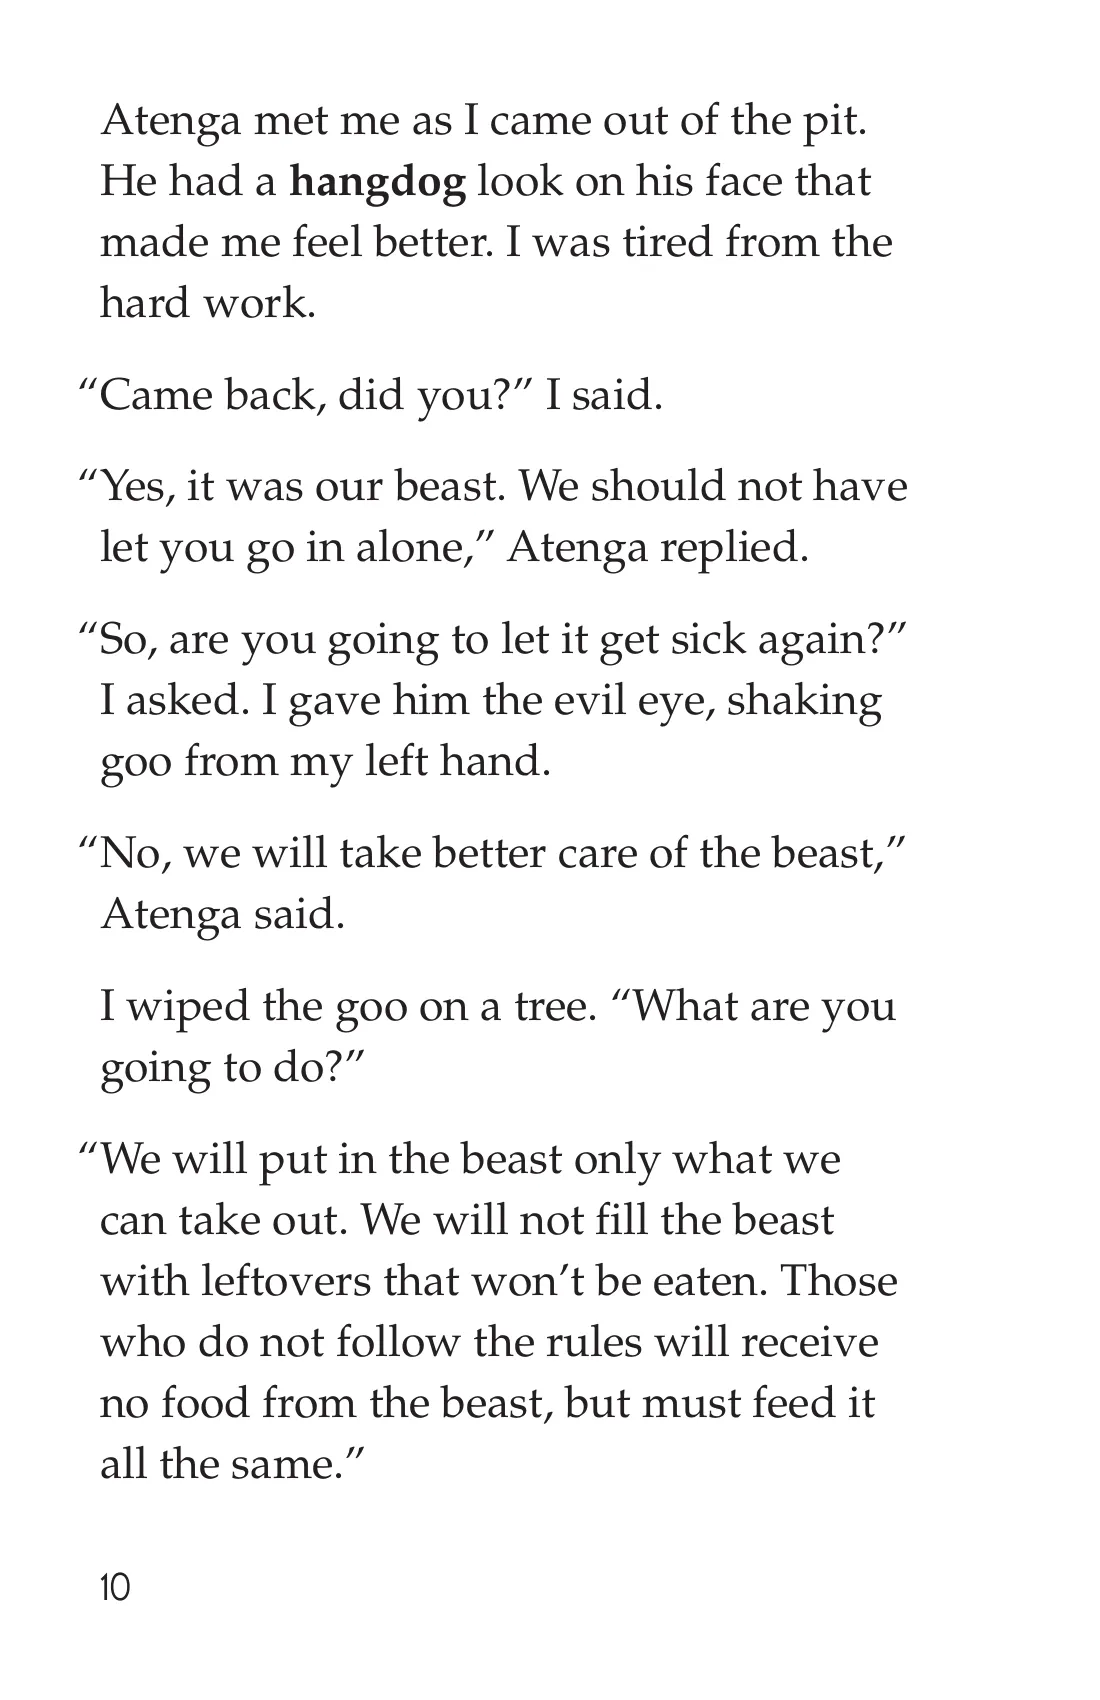 Atenga met me as I came out of the pit.
He had a hangdog look on his face that
made me feel better. I was tired from the
hard work.
“Came back, did you?” I said.
“Yes, it was our beast. We should not have
let you go in alone,” Atenga replied.
“So, are you going to let it get sick again?”
I asked. I gave him the evil eye, shaking
goo from my left hand.
“No, we will take better care of the beast,”
Atenga said.
I wiped the goo on a tree. “What are you
going to do?”
“We will put in the beast only what we
can take out. We will not fill the beast
with leftovers that won’t be eaten. Those
who do not follow the rules will receive
no food from the beast, but must feed it
all the same.”
10